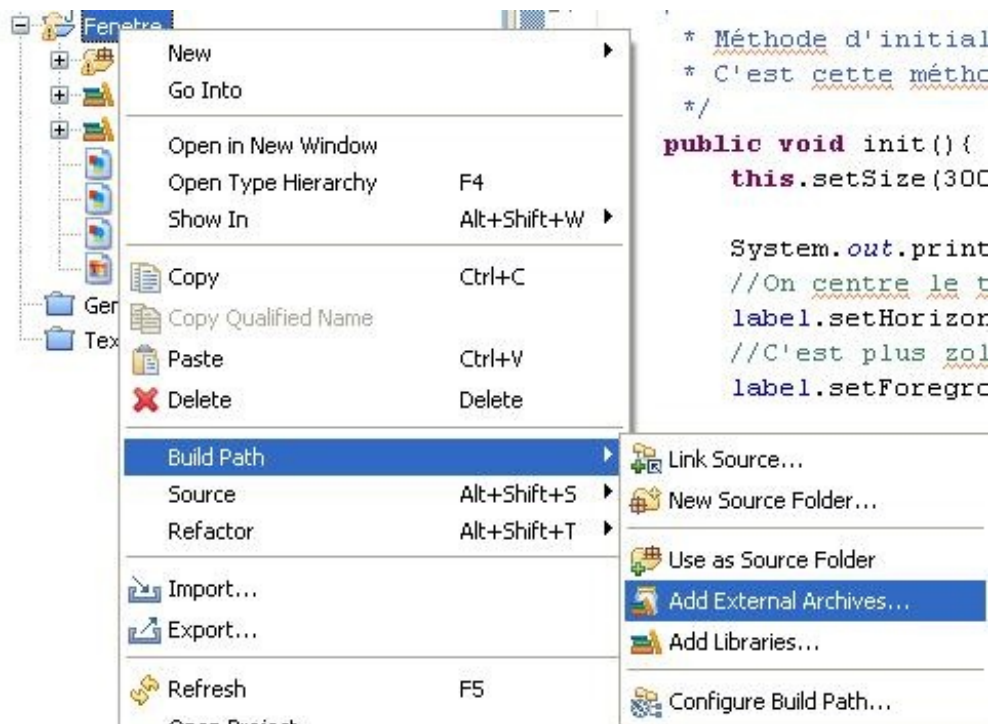 Fenetre
New
Go Into
Open in New Window
Open Type Hierarchy F4
Show In Alt+Shift+W
Copy Ctrl+C
Copy Qualified Name
Paste Ctrl+V
Delete Delete
Build Path
Source Alt+Shift+S
Refactor Alt+Shift+T
Import...
Export...
Refresh F5
Ger
Tex
Link Source...
New Source Folder...
Use as Source Folder
Add External Archives...
Add Libraries...
Configure Build Path...
* Méthode d'initial
* C'est cette métho
*/
public void init(){
this.setSize(300
System.out.print
//On centre le t
label.setHorizon
//C'est plus zol
label.setForegro